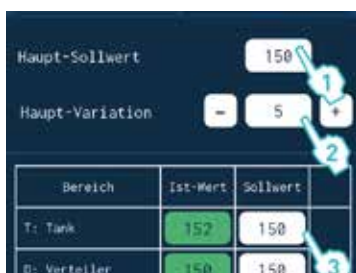 Haupt-Sollwert 150
1
Haupt-Variation - 5 +
2
Bereich Ist-Wert Sollwert
T: Tank 152 150
D: Verteiler 150 150 3